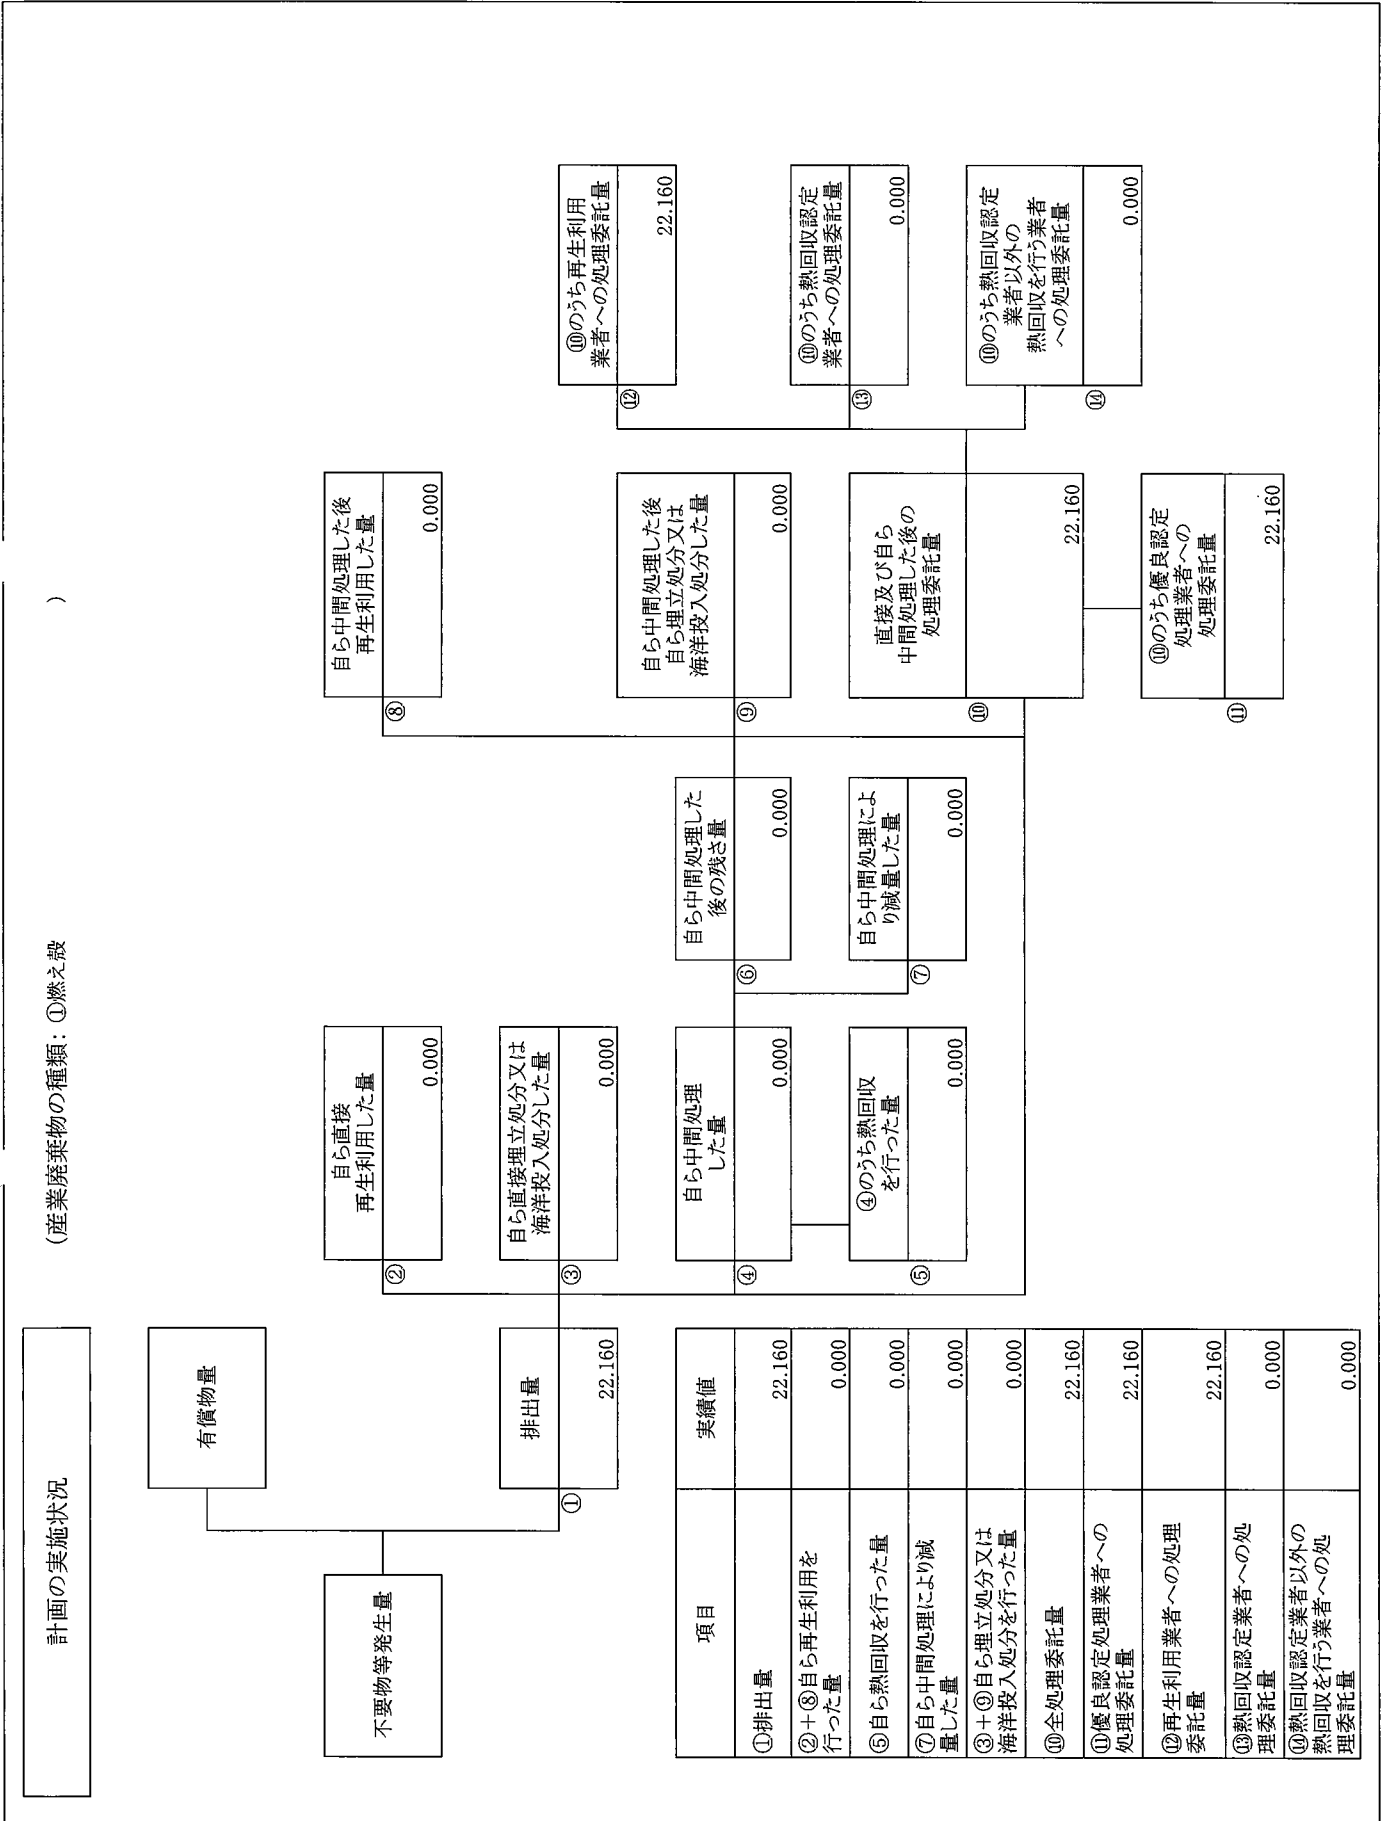 計画の実施状況
(産業廃棄物の種類: ①燃え殻 )
不要物等発生量
有償物量
①
排出量
22.160
②
自ら直接
再生利用した量
0.000
③
自ら直接埋立処分又は
海洋投入処分した量
0.000
④
自ら中間処理
した量
0.000
⑤
④のうち熱回収
を行った量
0.000
⑥
自ら中間処理した
後の残さ量
0.000
⑦
自ら中間処理によ
り減量した量
0.000
⑧
自ら中間処理した後
再生利用した量
0.000
⑨
自ら中間処理した後
自ら埋立処分又は
海洋投入処分した量
0.000
⑩
直接及び自ら
中間処理した後の
処理委託量
22.160
⑪
⑩のうち優良認定
処理業者への
処理委託量
22.160
⑫
⑩のうち再生利用
業者への処理委託量
22.160
⑬
⑩のうち熱回収認定
業者への処理委託量
0.000
⑭
⑩のうち熱回収認定
業者以外の
熱回収を行う業者
への処理委託量
0.000
項目 実績値
①排出量 22.160
②+⑧自ら再生利用を
行った量 0.000
⑤自ら熱回収を行った量 0.000
⑦自ら中間処理により減
量した量 0.000
③+⑨自ら埋立処分又は
海洋投入処分を行った量 0.000
⑩全処理委託量 22.160
⑪優良認定処理業者への
処理委託量 22.160
⑫再生利用業者への処理
委託量 22.160
⑬熱回収認定業者への処
理委託量 0.000
⑭熱回収認定業者以外の
熱回収を行う業者への処
理委託量 0.000